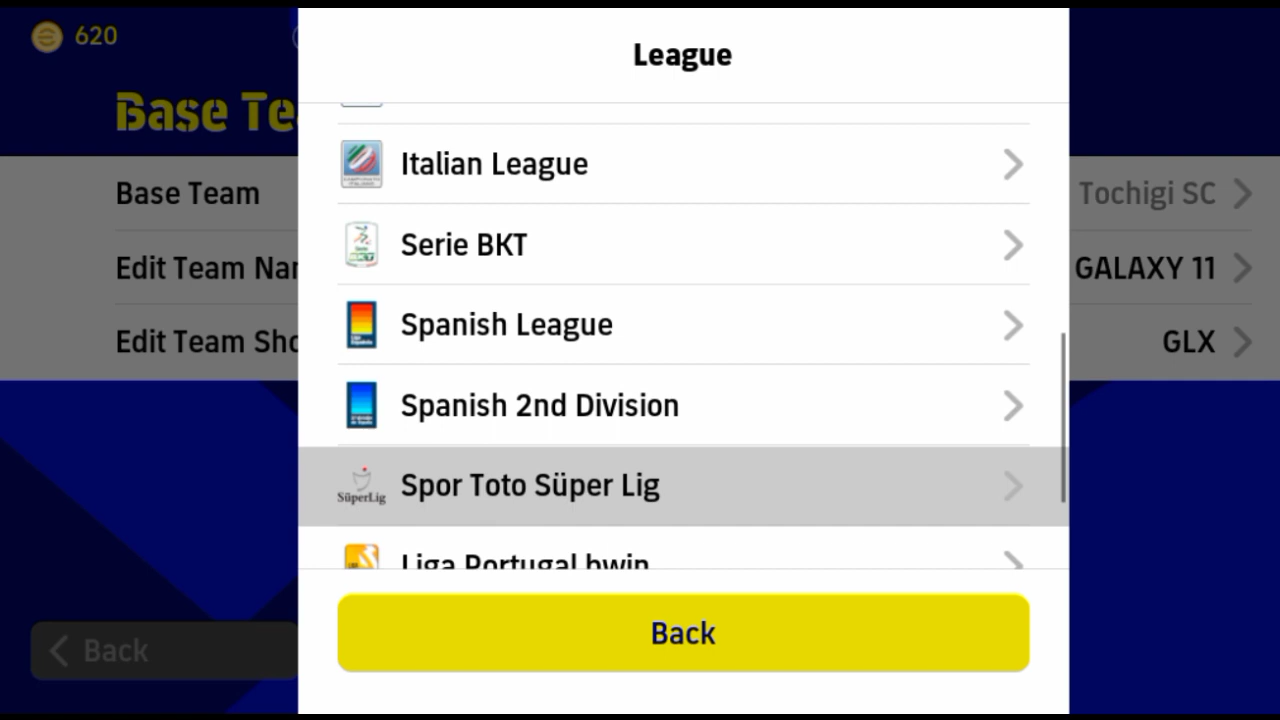 620
League
Base Te
Italian League
Base Team
Tochigi SC
Serie BKT
Edit Team Nar
GALAXY 11
Spanish League
Edit Team Sho
GLX
Spanish 2nd Division
SüperLig
Spor Toto Süper Lig
Liga Portugal bwin
Back
Back